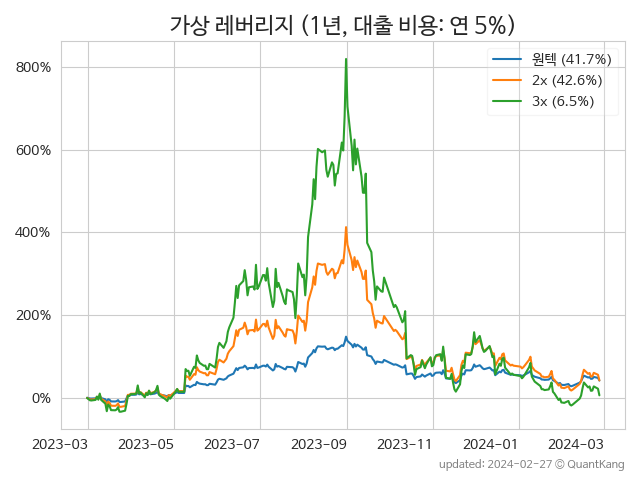 가상 레버리지 (1년, 대출 비용: 연 5%)
원텍 (41.7%)
2x (42.6%)
3x (6.5%)
800%
600%
400%
200%
0%
2023-03 2023-05 2023-07 2023-09 2023-11 2024-01 2024-03
updated: 2024-02-27 © QuantKang